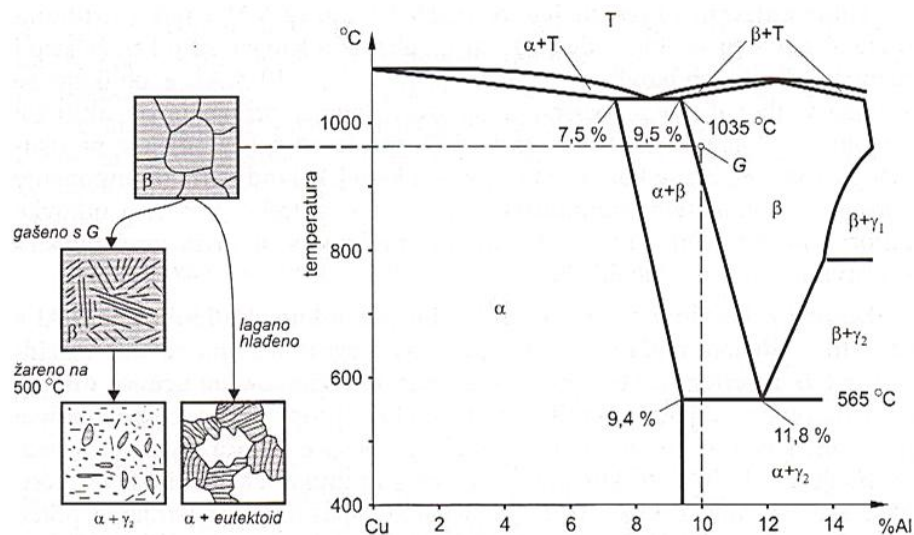 °C
T
α+T
β+T
1000
7,5 %
9,5 %
1035 °C
G
β
gašeno s G
temperatura
α+β
β
β+γ₁
800
β'
lagano
hlađeno
α
žareno na
500 °C
β+γ₂
600
565 °C
9,4 %
11,8 %
α+γ₂
400
α + γ₂
α + eutektoid
Cu
2
4
6
8
10
12
14
%Al